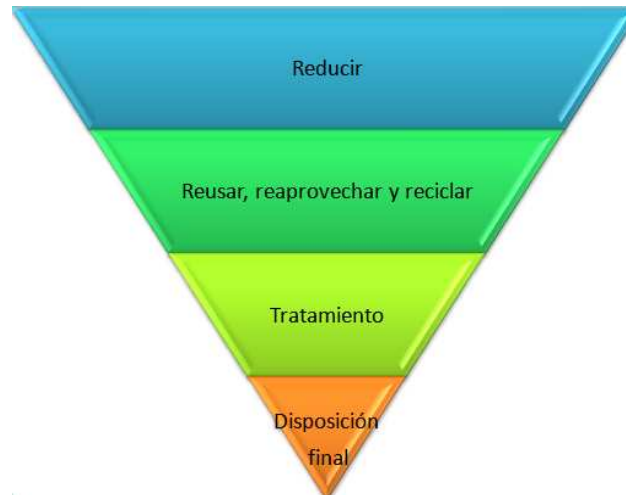 Reducir
Reusar, reaprovechar y reciclar
Tratamiento
Disposición
final